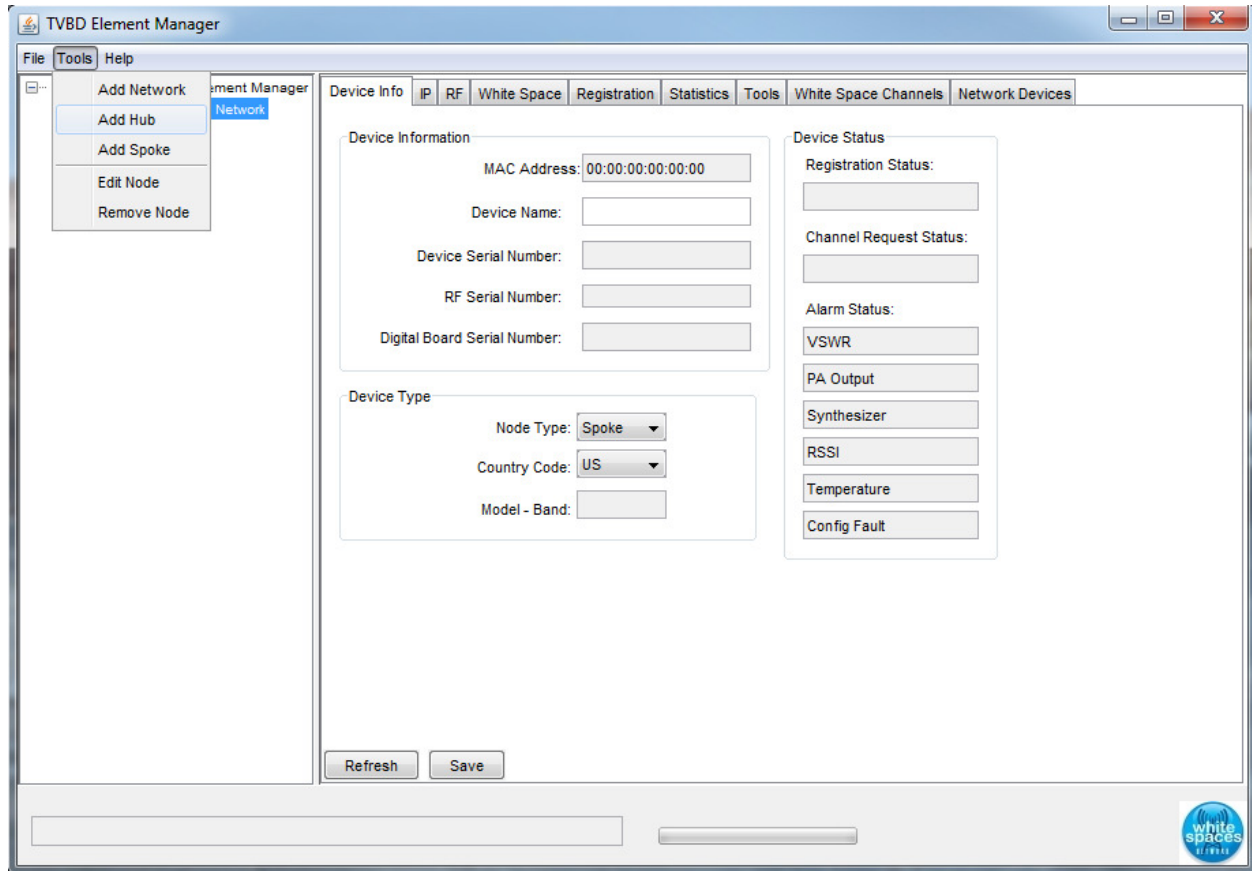 TVBD Element Manager
File Tools Help
Add Network
Add Hub
Add Spoke
Edit Node
Remove Node
ement Manager
Network
Device Info IP RF White Space Registration Statistics Tools White Space Channels Network Devices
Device Information
MAC Address: 00:00:00:00:00:00
Device Name:
Device Serial Number:
RF Serial Number:
Digital Board Serial Number:
Device Type
Node Type: Spoke
Country Code: US
Model - Band:
Device Status
Registration Status:
Channel Request Status:
Alarm Status:
VSWR
PA Output
Synthesizer
RSSI
Temperature
Config Fault
Refresh Save
white
spaces
NETWORK